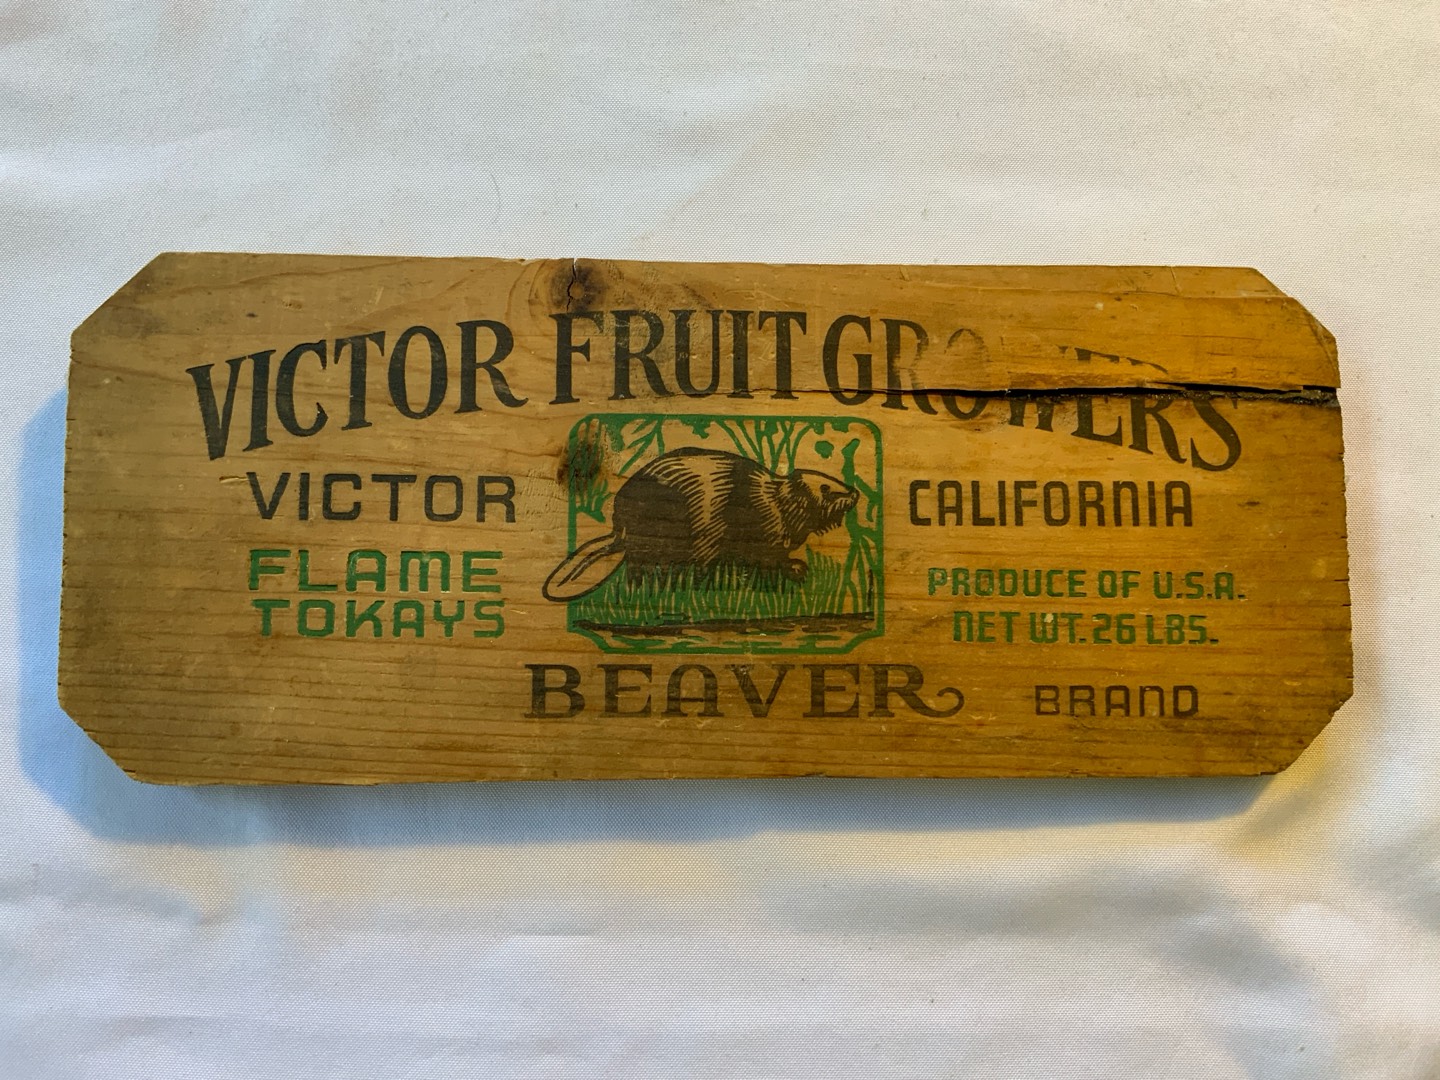 VICTOR FRUIT GROWERS
VICTOR
CALIFORNIA
FLAME
TOKAYS
PRODUCE OF U.S.A.
NET WT. 26 LBS.
BEAVER BRAND